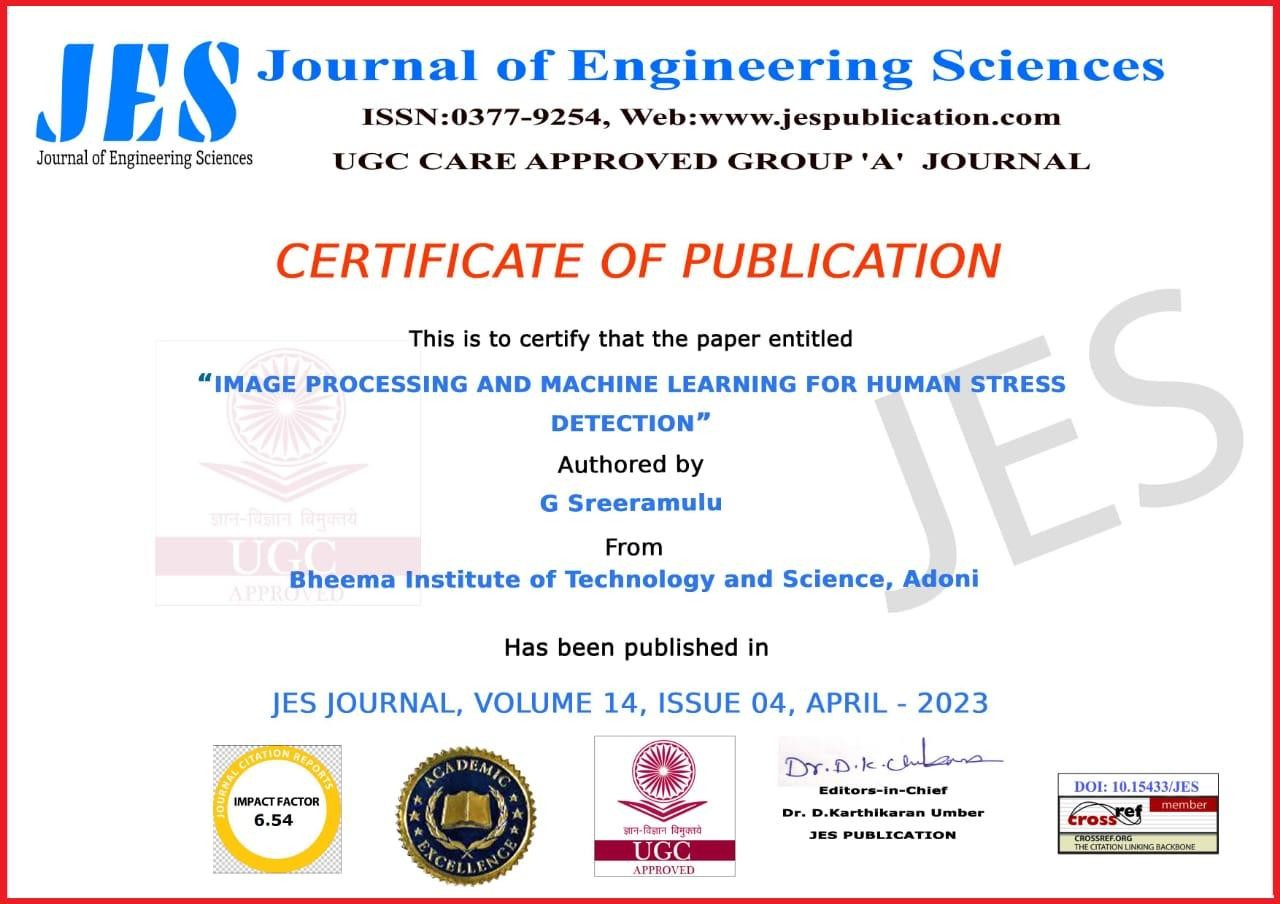 JES
Journal of Engineering Sciences
Journal of Engineering Sciences
ISSN:0377-9254, Web:www.jespublication.com
UGC CARE APPROVED GROUP 'A' JOURNAL
CERTIFICATE OF PUBLICATION
This is to certify that the paper entitled
“IMAGE PROCESSING AND MACHINE LEARNING FOR HUMAN STRESS
DETECTION”
Authored by
G Sreeramulu
From
Bheema Institute of Technology and Science, Adoni
Has been published in
JES JOURNAL, VOLUME 14, ISSUE 04, APRIL - 2023
JES
ज्ञान-विज्ञान विमुक्तये
UGC
APPROVED
JOURNAL CITATION REPORTS
IMPACT FACTOR
6.54
ACADEMIC
EXCELLENCE
ज्ञान-विज्ञान विमुक्तये
UGC
APPROVED
Dr. D. K.
Editors-in-Chief
Dr. D.Karthikaran Umber
JES PUBLICATION
DOI: 10.15433/JES
crossref member
CROSSREF.ORG
THE CITATION LINKING BACKBONE